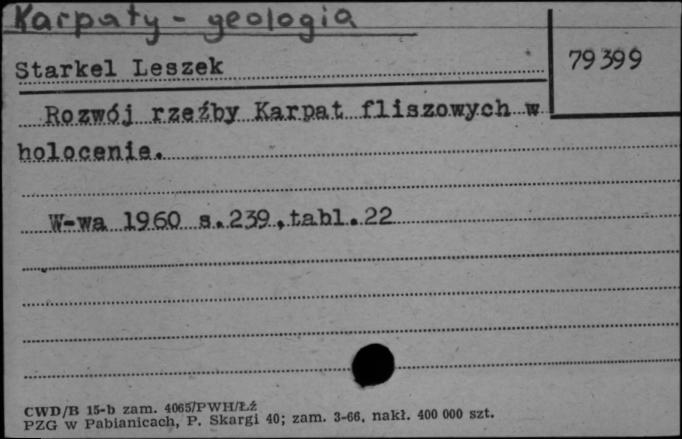 Karpaty - geologia
79399
Starkel Leszek
Rozwój rzeźby Karpat fliszowych w
holocenie.
W-wa 1960 s.239,tabl.22
CWD/B 15-b zam. 4065/PWH/Łź
PZG w Pabianicach, P. Skargi 40; zam. 3-66, nakł. 400 000 szt.